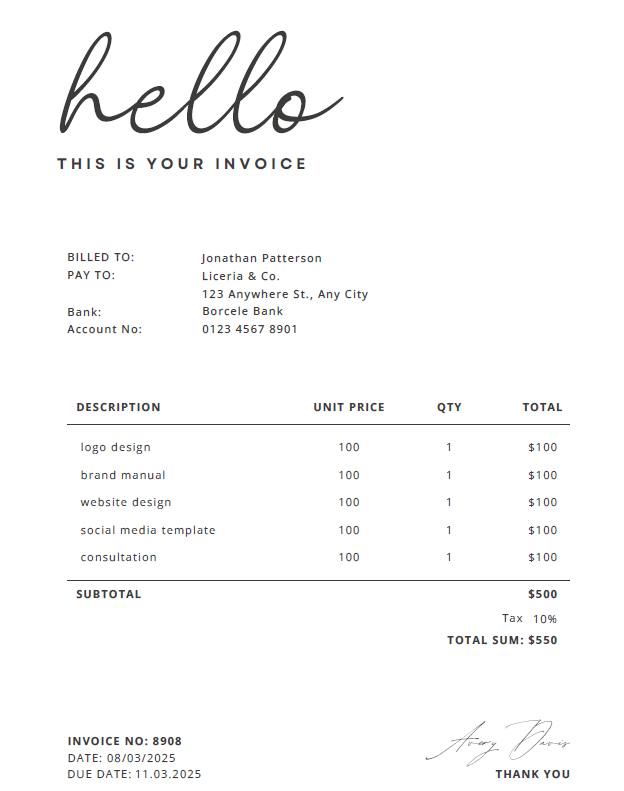 hello
THIS IS YOUR INVOICE
BILLED TO: Jonathan Patterson
PAY TO: Liceria & Co.
123 Anywhere St., Any City
Bank: Borcele Bank
Account No: 0123 4567 8901
DESCRIPTION UNIT PRICE QTY TOTAL
logo design 100 1 $100
brand manual 100 1 $100
website design 100 1 $100
social media template 100 1 $100
consultation 100 1 $100
SUBTOTAL $500
Tax 10%
TOTAL SUM: $550
Avery Davis
INVOICE NO: 8908
DATE: 08/03/2025
DUE DATE: 11.03.2025 THANK YOU